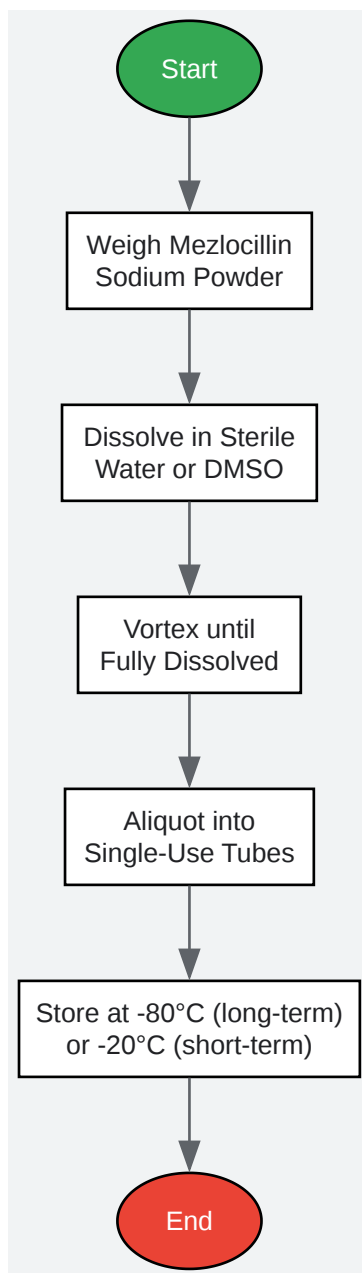 Start
Weigh Mezlocillin
Sodium Powder
Dissolve in Sterile
Water or DMSO
Vortex until
Fully Dissolved
Aliquot into
Single-Use Tubes
Store at -80°C (long-term)
or -20°C (short-term)
End